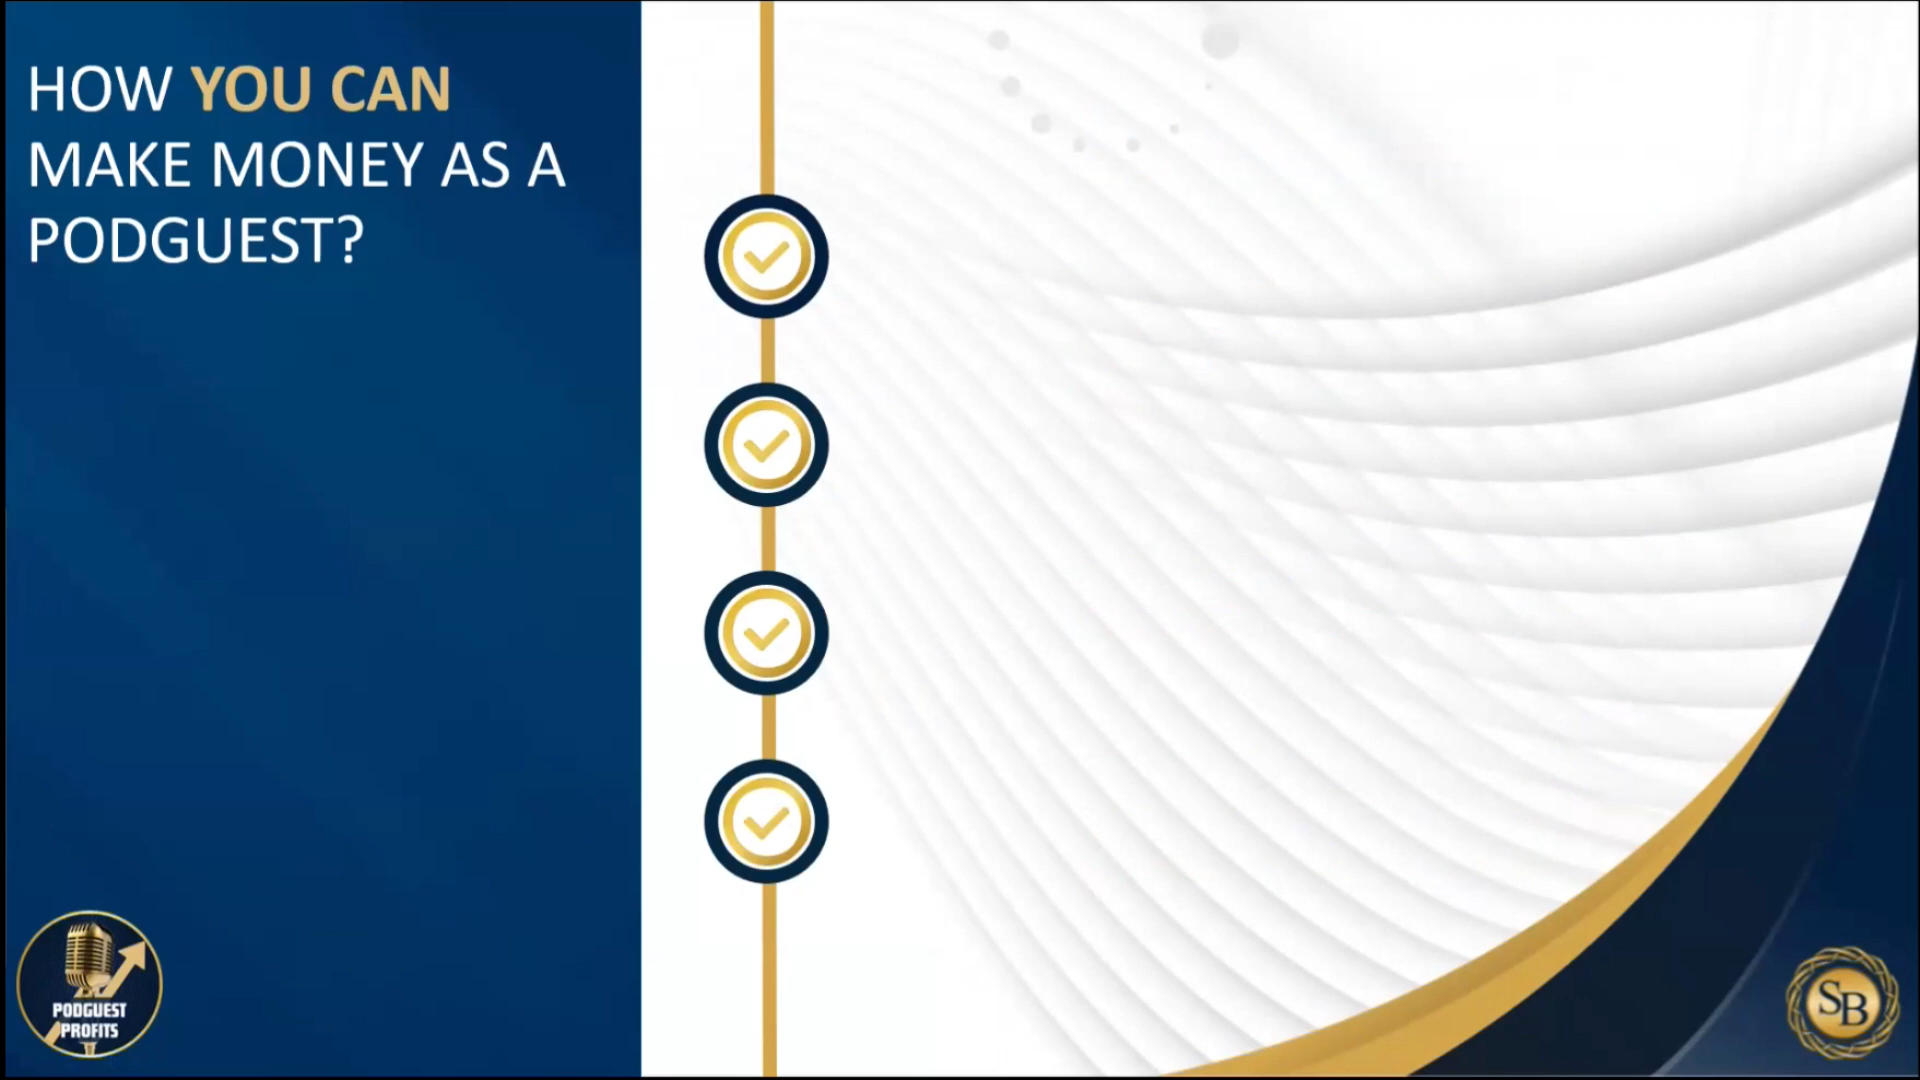 HOW YOU CAN
MAKE MONEY AS A
PODGUEST?
PODGUEST
PROFITS
SB